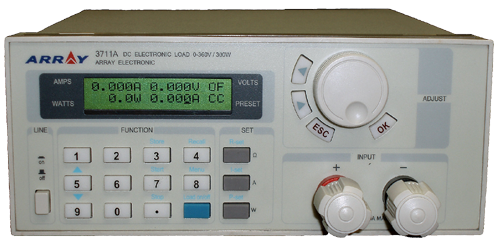 ARRAY
3711A DC ELECTRONIC LOAD 0-360V / 300W
ARRAY ELECTRONIC
AMPS
VOLTS
WATTS
PRESET
0.000A 0.000V OF
0.0W 0.000A CC
ADJUST
ESC
OK
LINE
FUNCTION
SET
on
off
1
2
3
4
5
6
7
8
9
0
.
Ω
A
W
INPUT
+
−